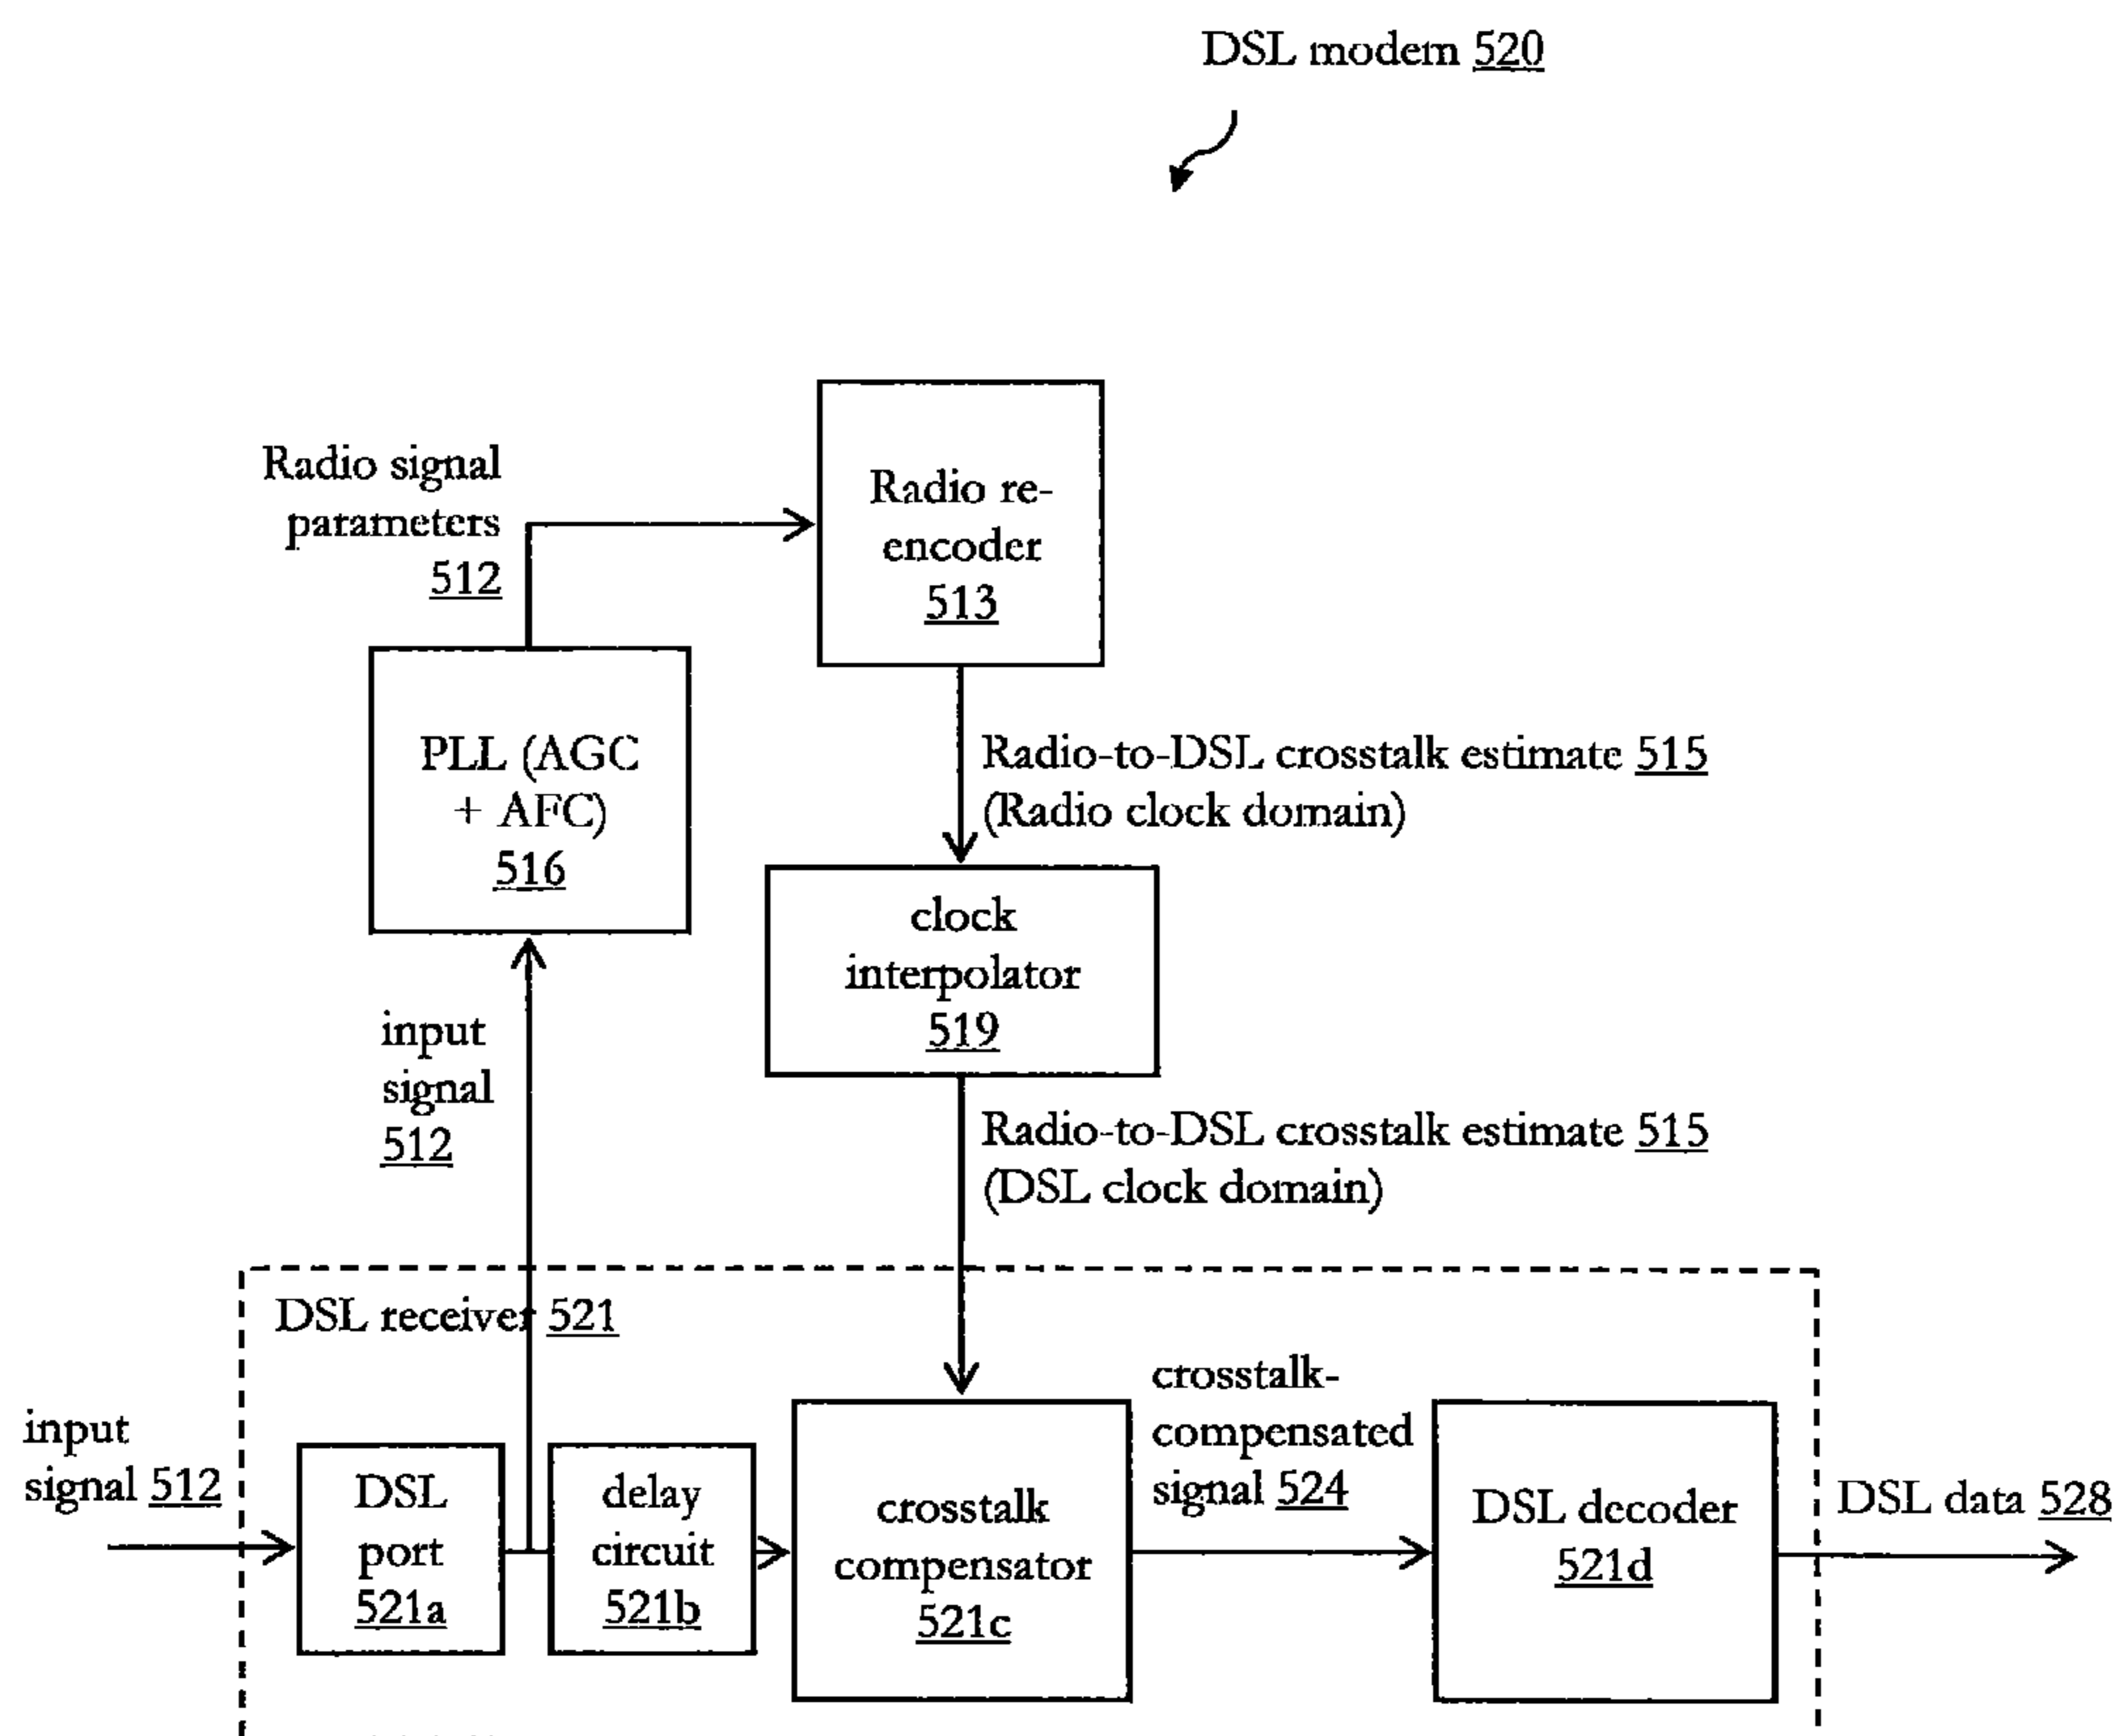 DSL modem 520
Radio signal
parameters
512
Radio re-
encoder
513
PLL (AGC
+ AFC)
516
Radio-to-DSL crosstalk estimate 515
(Radio clock domain)
clock
interpolator
519
input
signal
512
Radio-to-DSL crosstalk estimate 515
(DSL clock domain)
DSL receiver 521
input
signal 512
DSL
port
521a
delay
circuit
521b
crosstalk
compensator
521c
crosstalk-
compensated
signal 524
DSL decoder
521d
DSL data 528